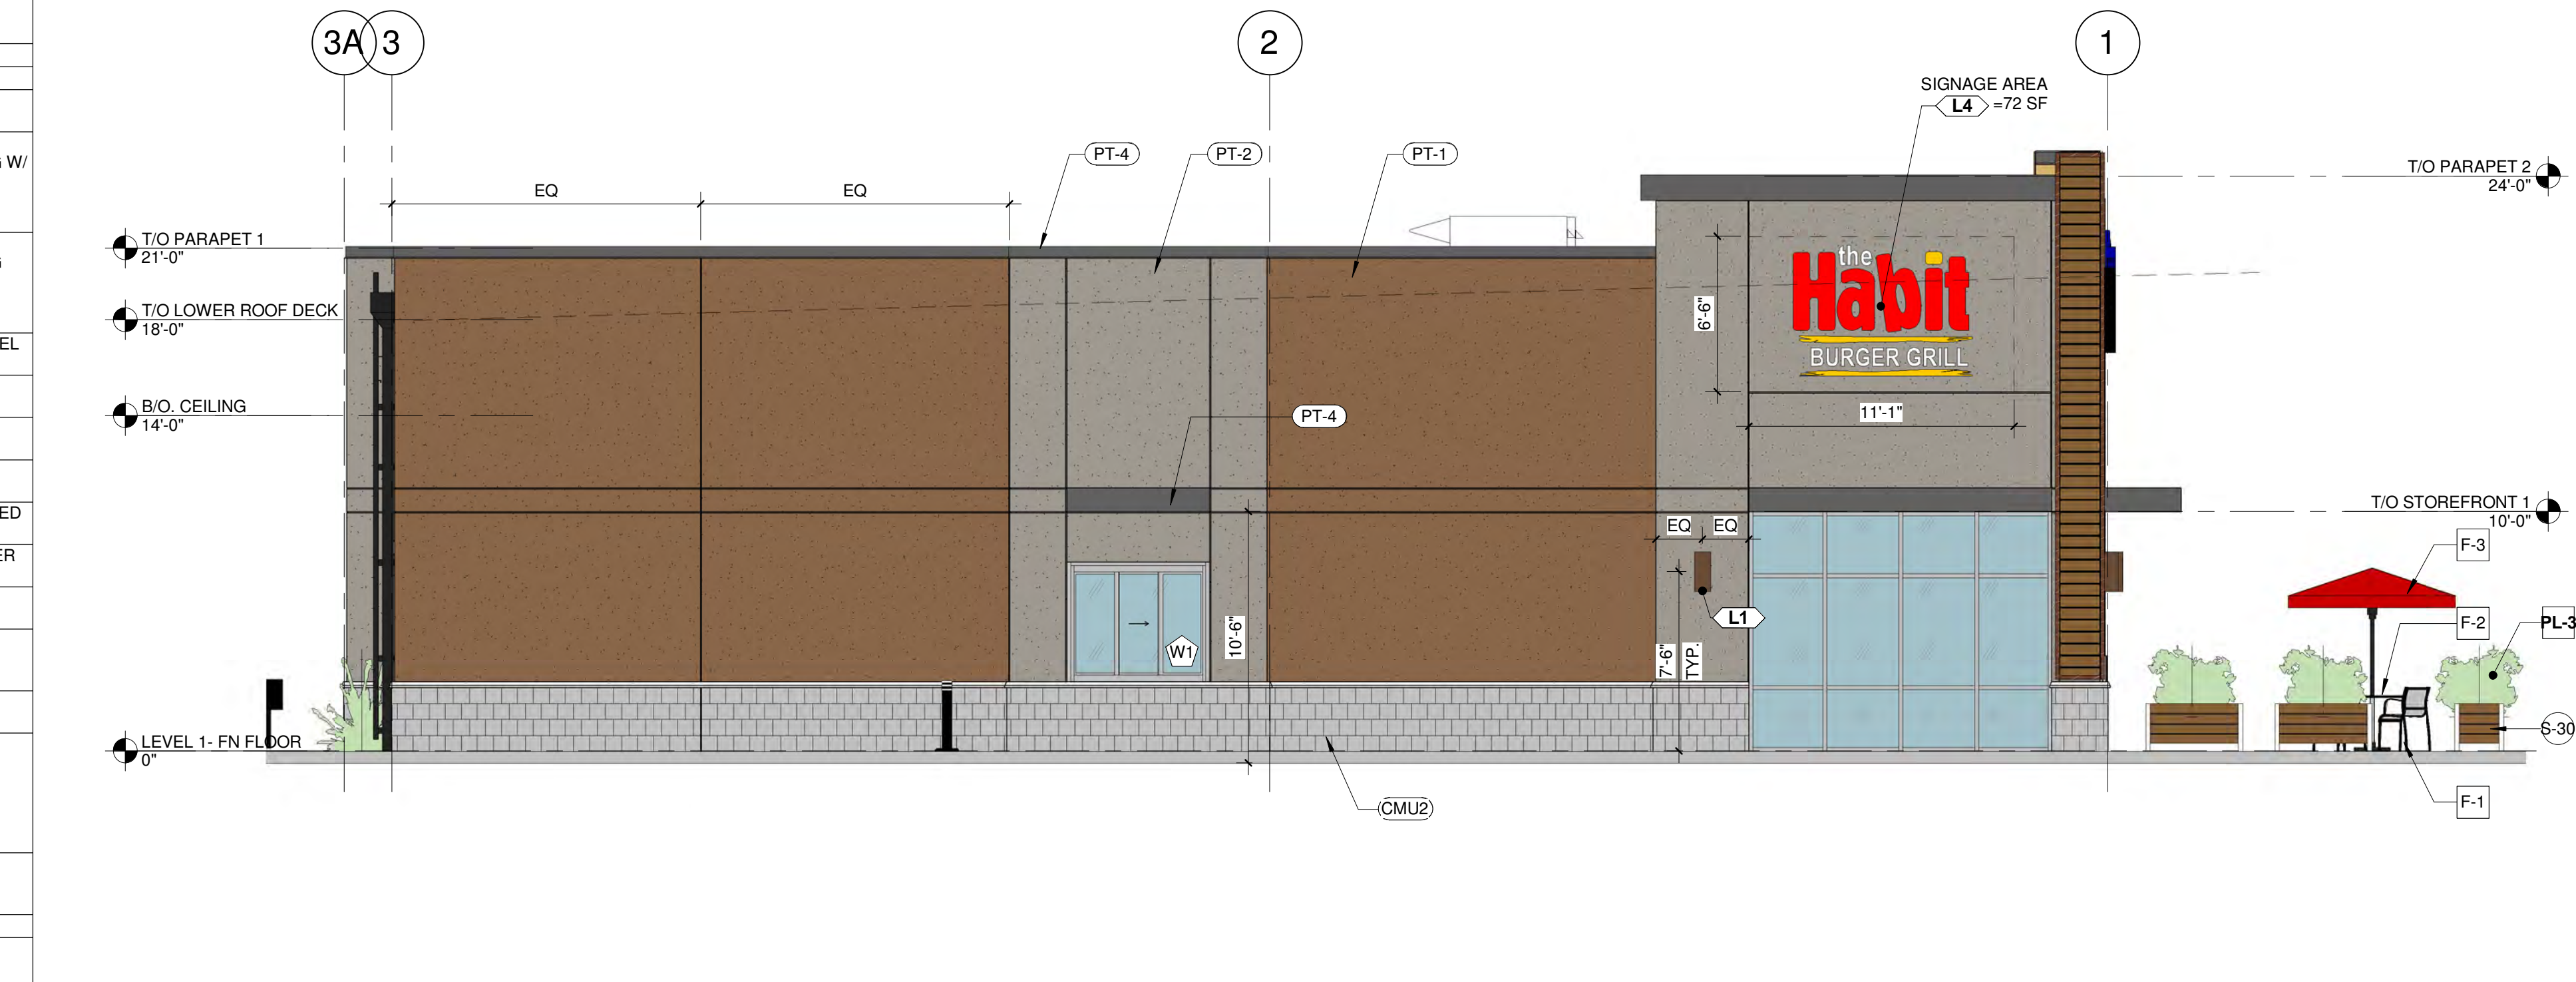 3A
3
2
1
SIGNAGE AREA
L4 =72 SF
W/
PT-4
PT-2
PT-1
T/O PARAPET 2
24'-0"
EQ
EQ
T/O PARAPET 1
21'-0"
T/O LOWER ROOF DECK
18'-0"
EL
the
Habit
BURGER GRILL
6'-6"
B/O. CEILING
14'-0"
PT-4
11'-1"
T/O STOREFRONT 1
10'-0"
ED
EQ
EQ
ER
F-3
L1
F-2
PL-3
10'-6"
W1
7'-6"
TYP.
LEVEL 1- FN FLOOR
0"
S-30
CMU2
F-1